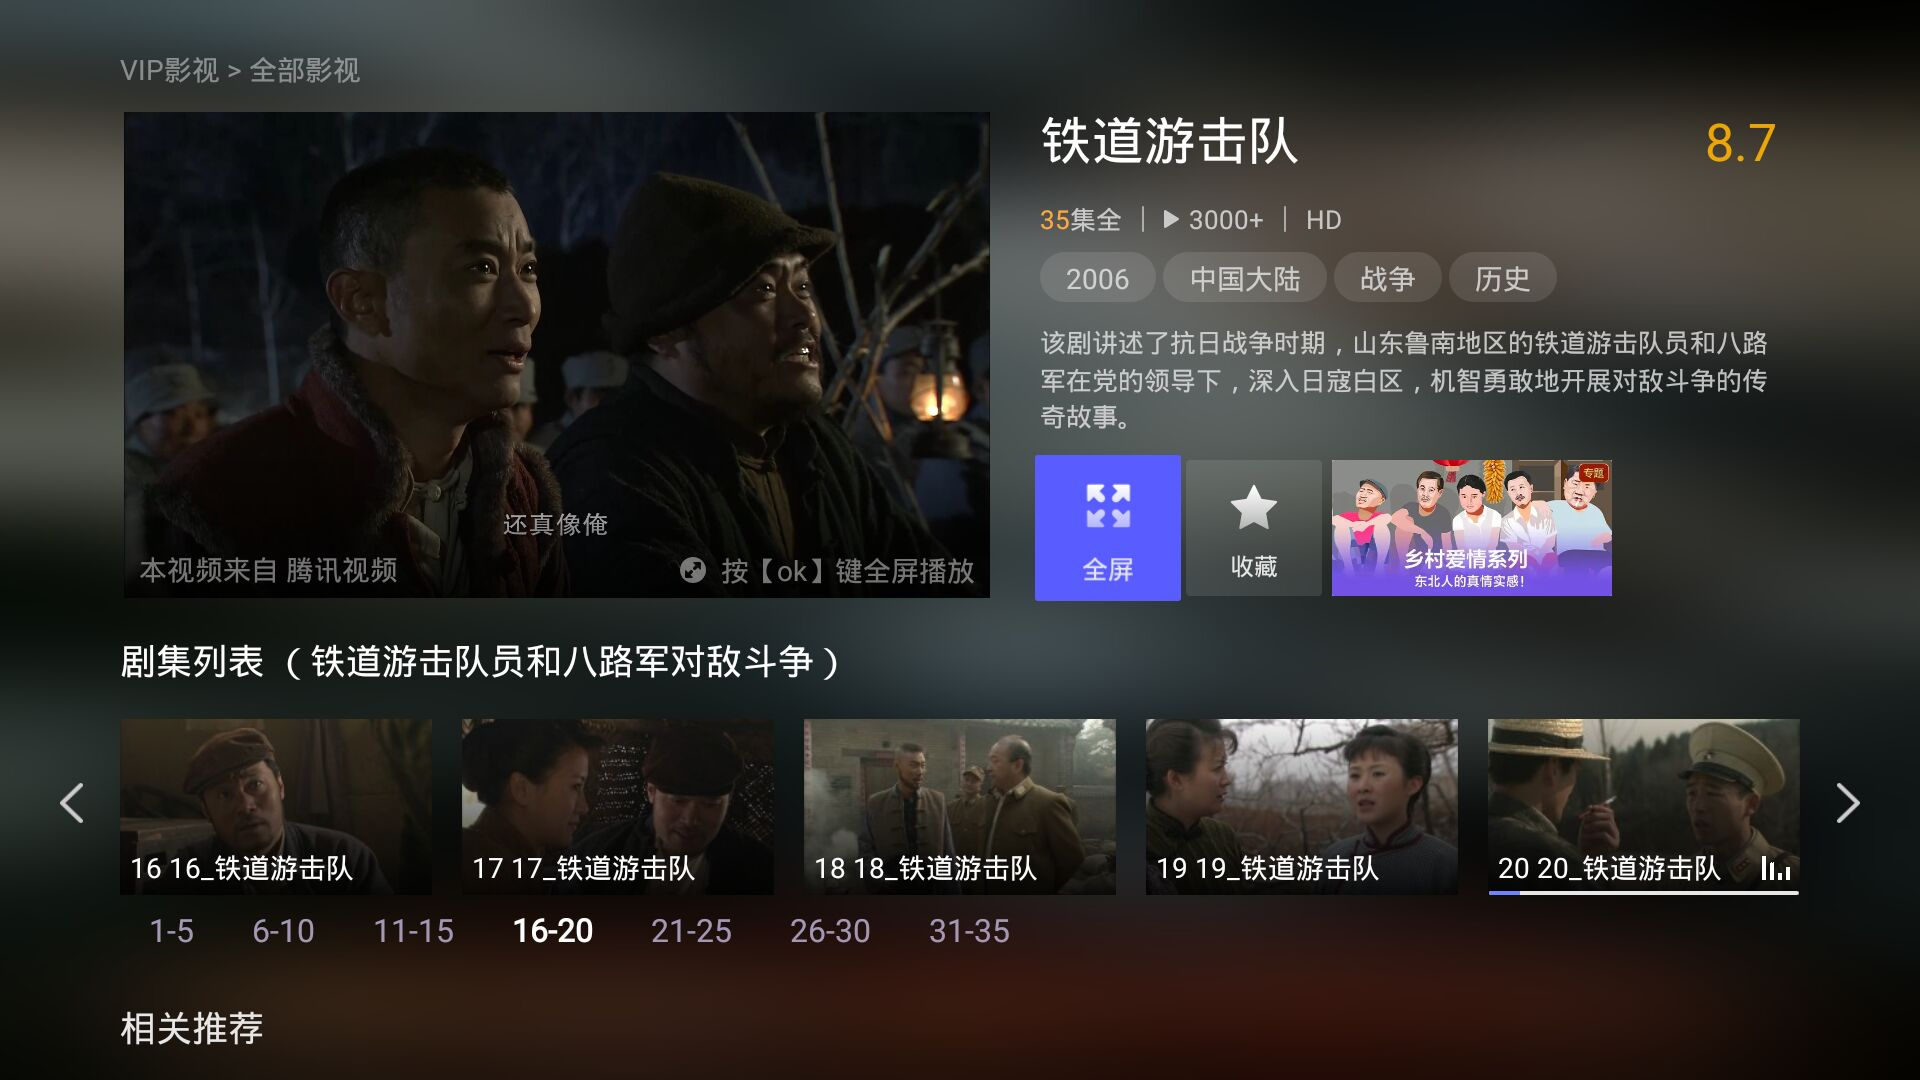 VIP影视 > 全部影视
铁道游击队
8.7
35集全 | 3000+ | HD
2006 中国大陆 战争 历史
该剧讲述了抗日战争时期，山东鲁南地区的铁道游击队员和八路
军在党的领导下，深入日寇白区，机智勇敢地开展对敌斗争的传
奇故事。
还真像俺
本视频来自 腾讯视频
按【ok】键全屏播放
全屏
收藏
专题
乡村爱情系列
东北人的真情实感！
剧集列表 （铁道游击队员和八路军对敌斗争）
16 16_铁道游击队
17 17_铁道游击队
18 18_铁道游击队
19 19_铁道游击队
20 20_铁道游击队
1-5 6-10 11-15 16-20 21-25 26-30 31-35
相关推荐